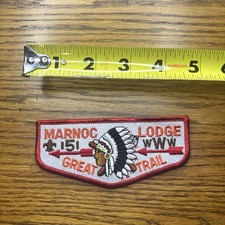 1 2 3 4 5
MARNOC LODGE
151 WWW
GREAT TRAIL